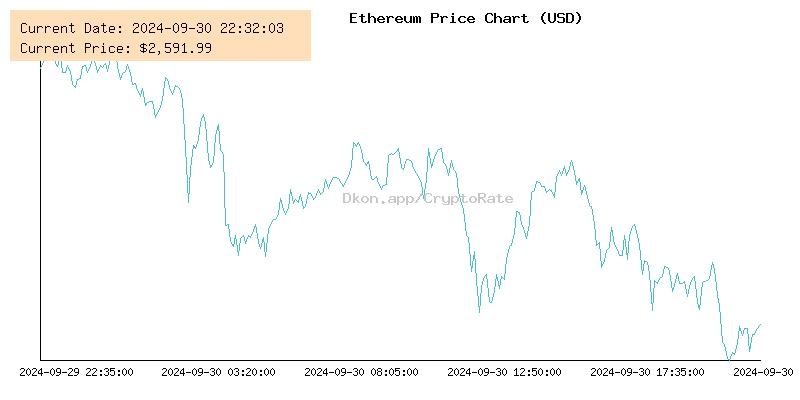 Ethereum Price Chart (USD)
Current Date: 2024-09-30 22:32:03
Current Price: $2,591.99
Dkon.app/CryptoRate
2024-09-29 22:35:00 2024-09-30 03:20:00 2024-09-30 08:05:00 2024-09-30 12:50:00 2024-09-30 17:35:00 2024-09-30